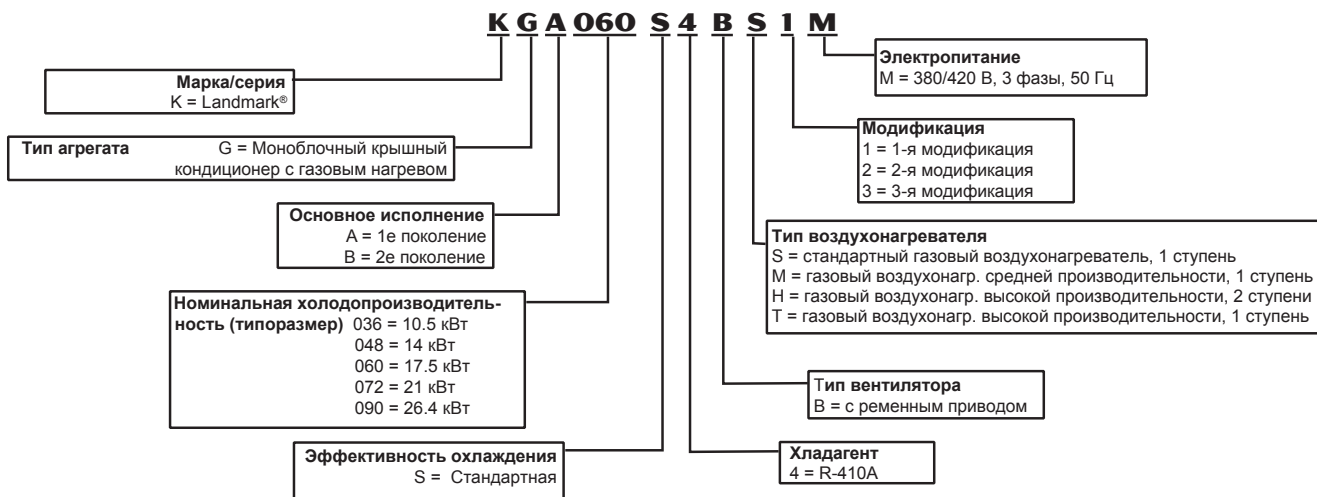 K G A 060 S 4 B S 1 M
Марка/серия
K = Landmark®
Тип агрегата G = Моноблочный крышный
кондиционер с газовым нагревом
Основное исполнение
A = 1е поколение
B = 2е поколение
Номинальная холодопроизводитель-
ность (типоразмер) 036 = 10.5 кВт
048 = 14 кВт
060 = 17.5 кВт
072 = 21 кВт
090 = 26.4 кВт
Эффективность охлаждения
S = Стандартная
Электропитание
M = 380/420 В, 3 фазы, 50 Гц
Модификация
1 = 1-я модификация
2 = 2-я модификация
3 = 3-я модификация
Тип воздухонагревателя
S = стандартный газовый воздухонагреватель, 1 ступень
M = газовый воздухонагр. средней производительности, 1 ступень
H = газовый воздухонагр. высокой производительности, 2 ступени
T = газовый воздухонагр. высокой производительности, 1 ступень
Тип вентилятора
B = с ременным приводом
Хладагент
4 = R-410A